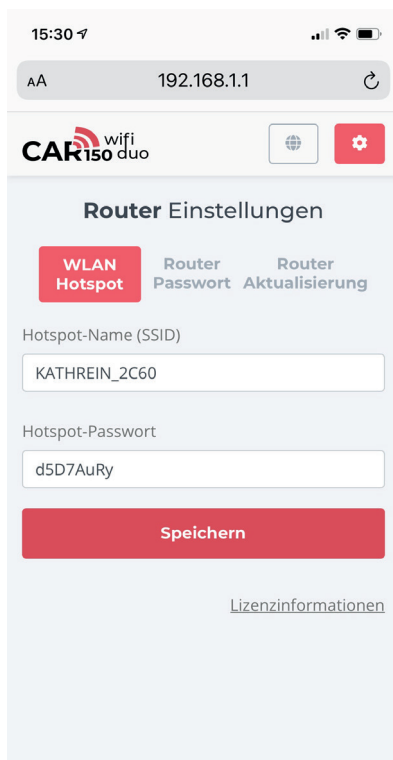 15:30
AA 192.168.1.1
CAR150 wifi duo
Router Einstellungen
WLAN Hotspot
Router Passwort
Router Aktualisierung
Hotspot-Name (SSID)
KATHREIN_2C60
Hotspot-Passwort
d5D7AuRy
Speichern
Lizenzinformationen